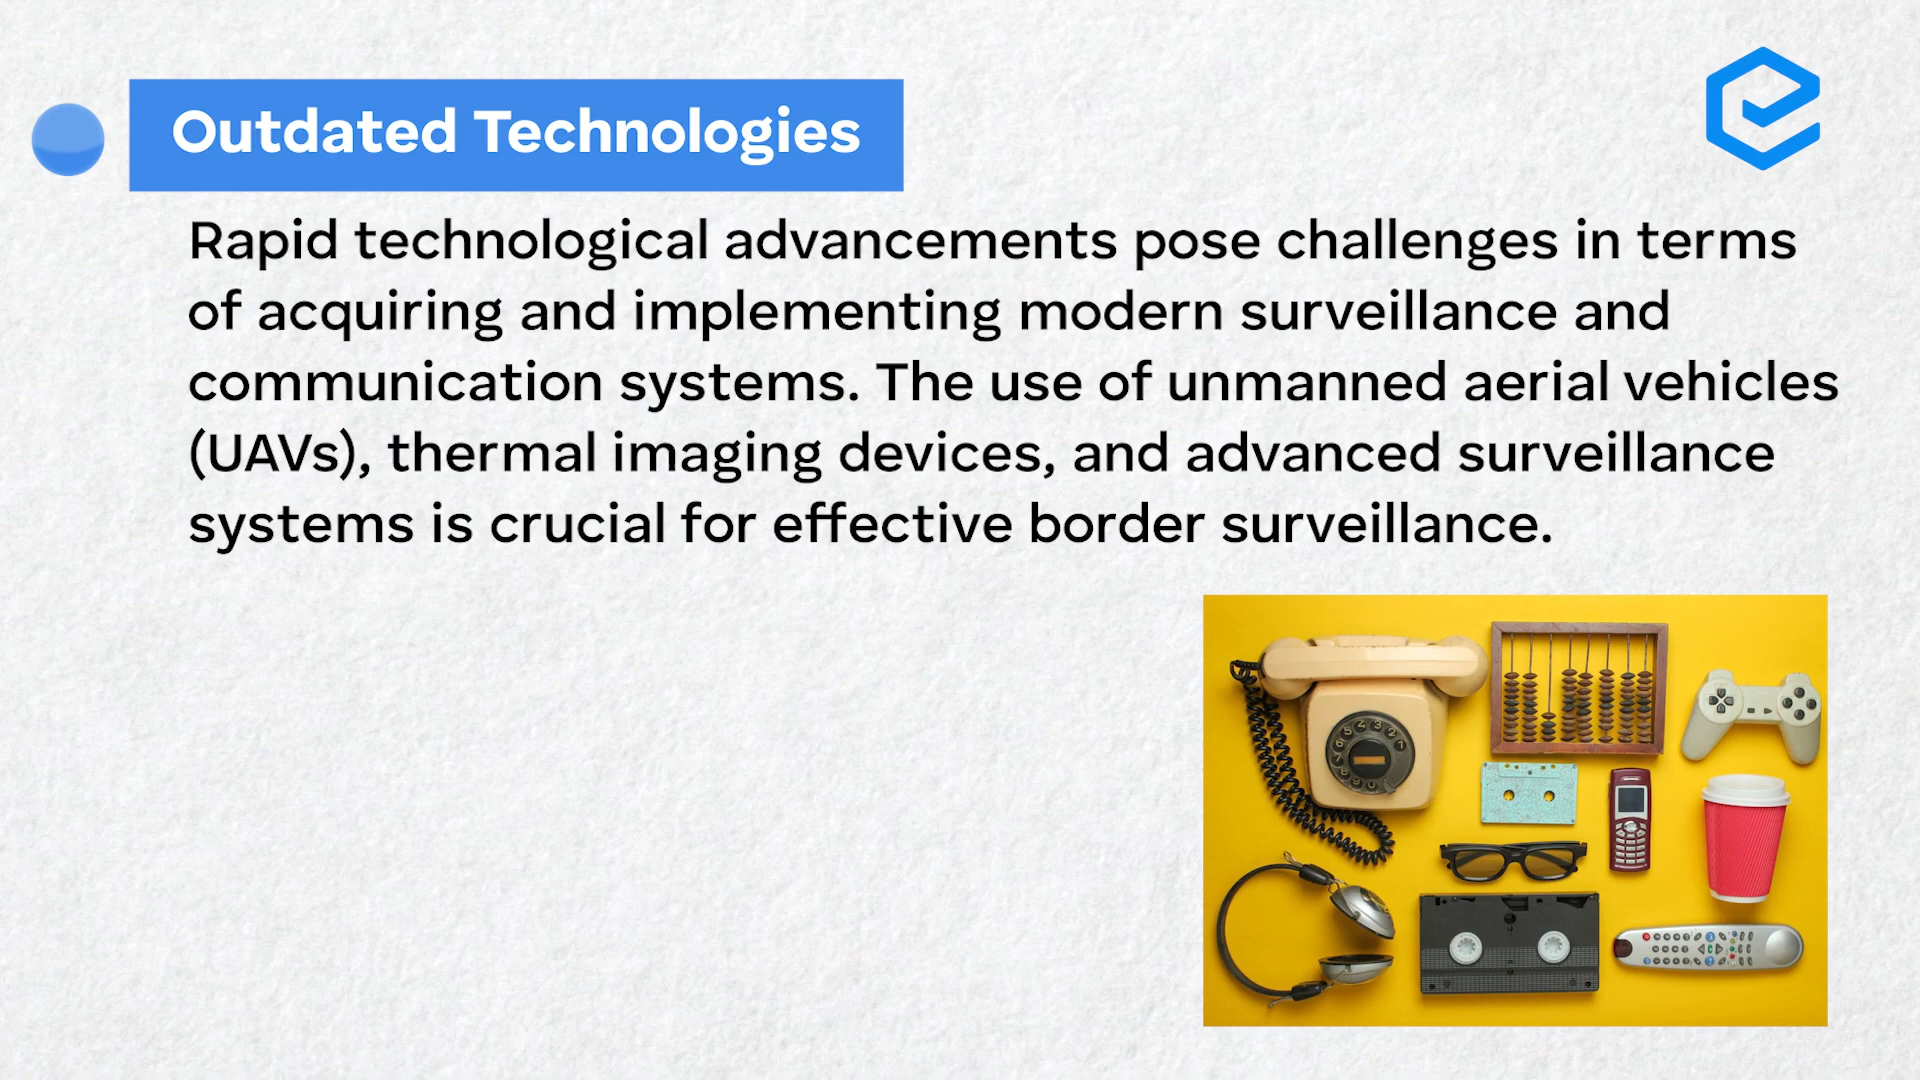 Outdated Technologies
Rapid technological advancements pose challenges in terms
of acquiring and implementing modern surveillance and
communication systems. The use of unmanned aerial vehicles
(UAVs), thermal imaging devices, and advanced surveillance
systems is crucial for effective border surveillance.